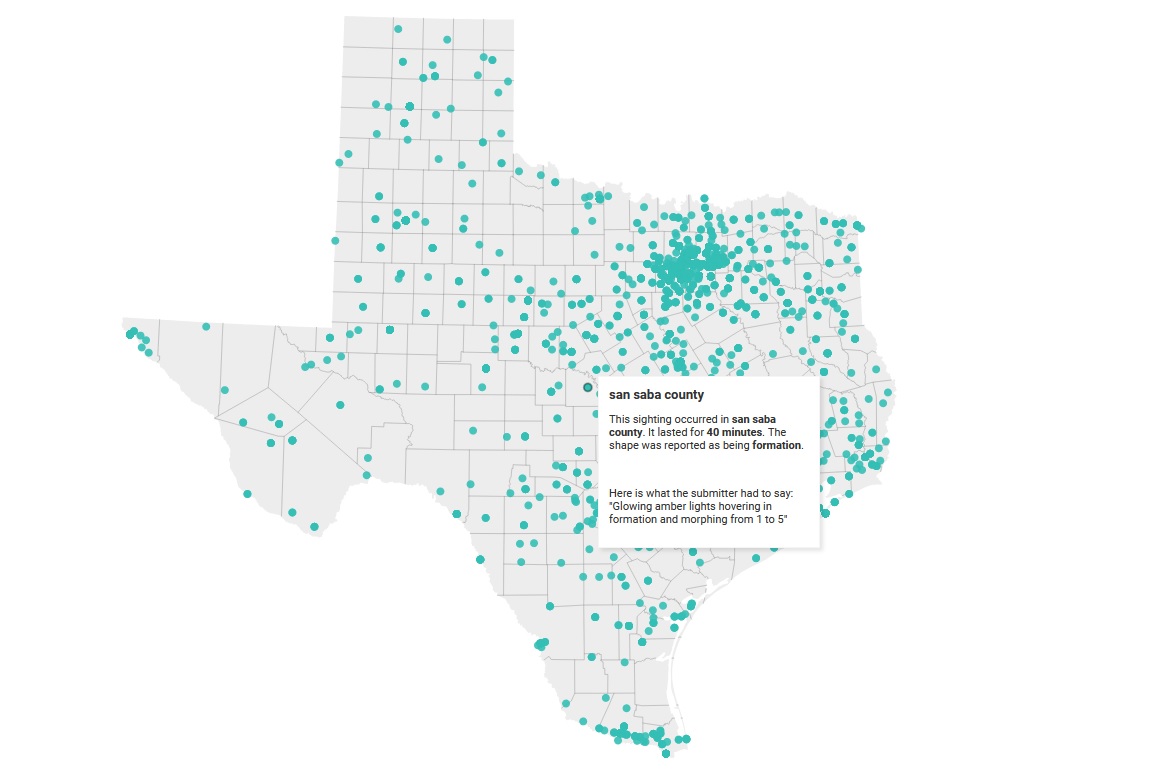 san saba county
This sighting occurred in san saba
county. It lasted for 40 minutes. The
shape was reported as being formation.
Here is what the submitter had to say:
"Glowing amber lights hovering in
formation and morphing from 1 to 5"